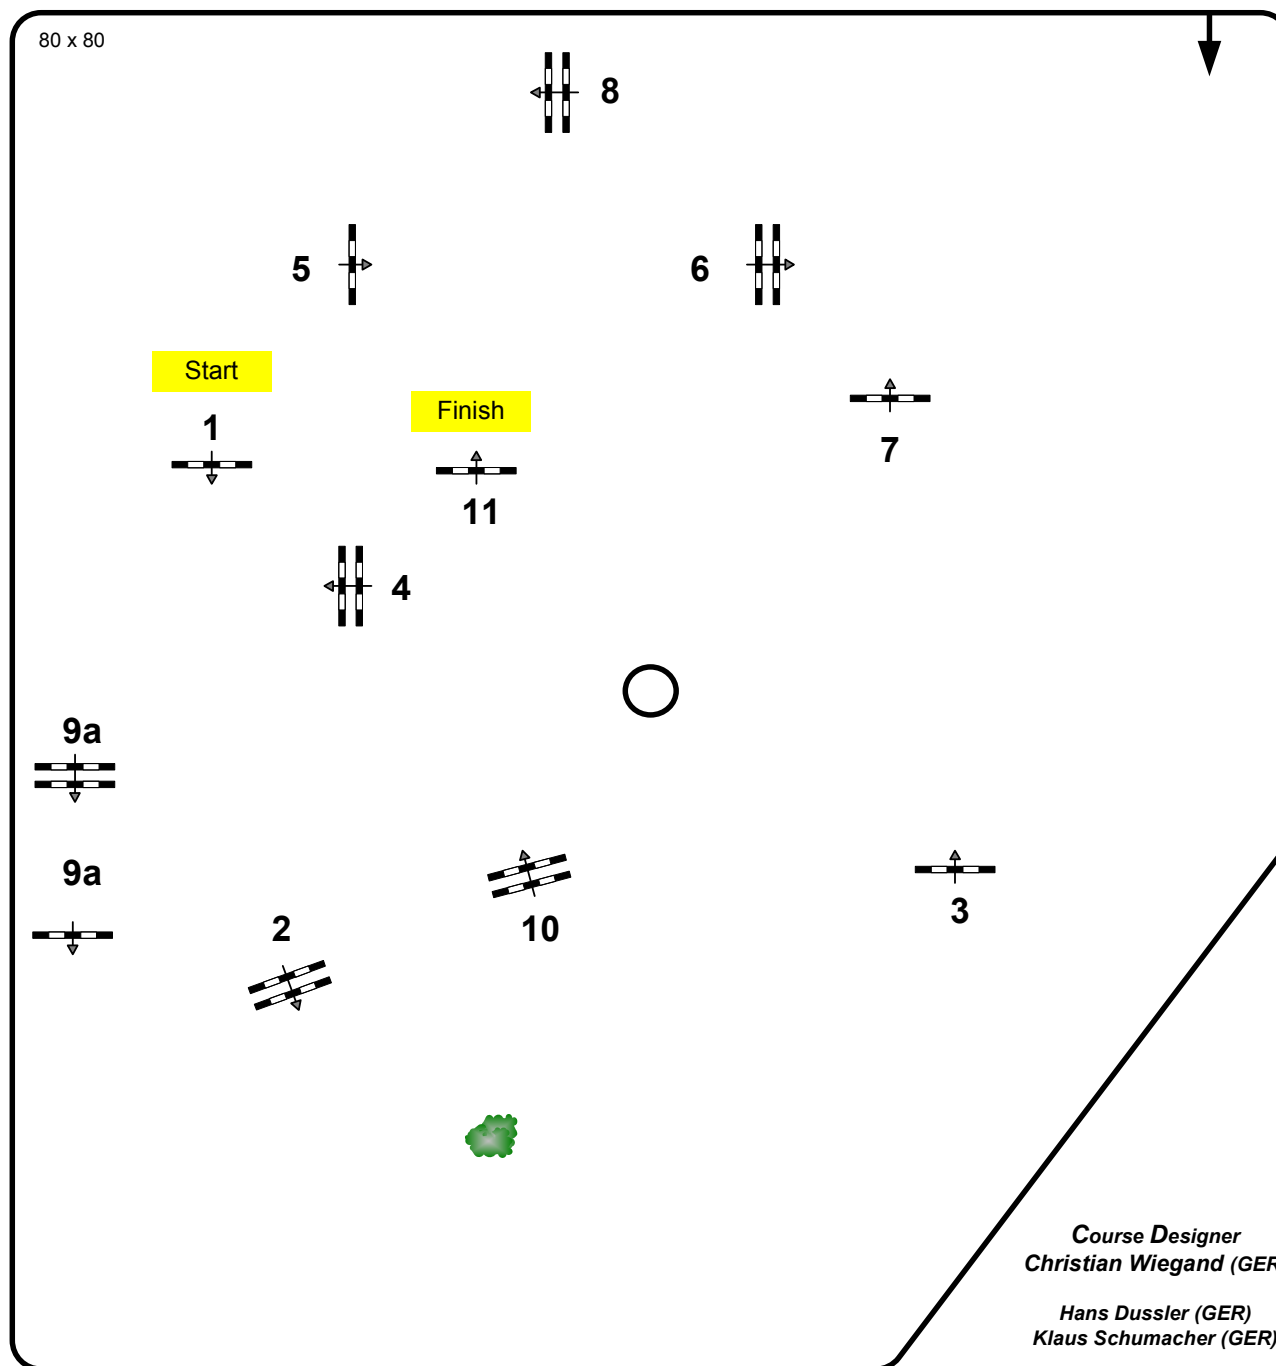 80 x 80
8
5
6
Start
Finish
1
7
11
4
9a
9a
2
10
3
Course Designer
Christian Wiegand (GER
Hans Dussler (GER)
Klaus Schumacher (GER)